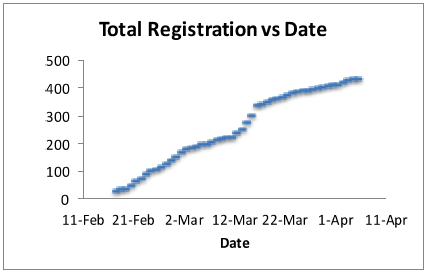 Total Registration vs Date
500
400
300
200
100
0
11-Feb 21-Feb 2-Mar 12-Mar 22-Mar 1-Apr 11-Apr
Date